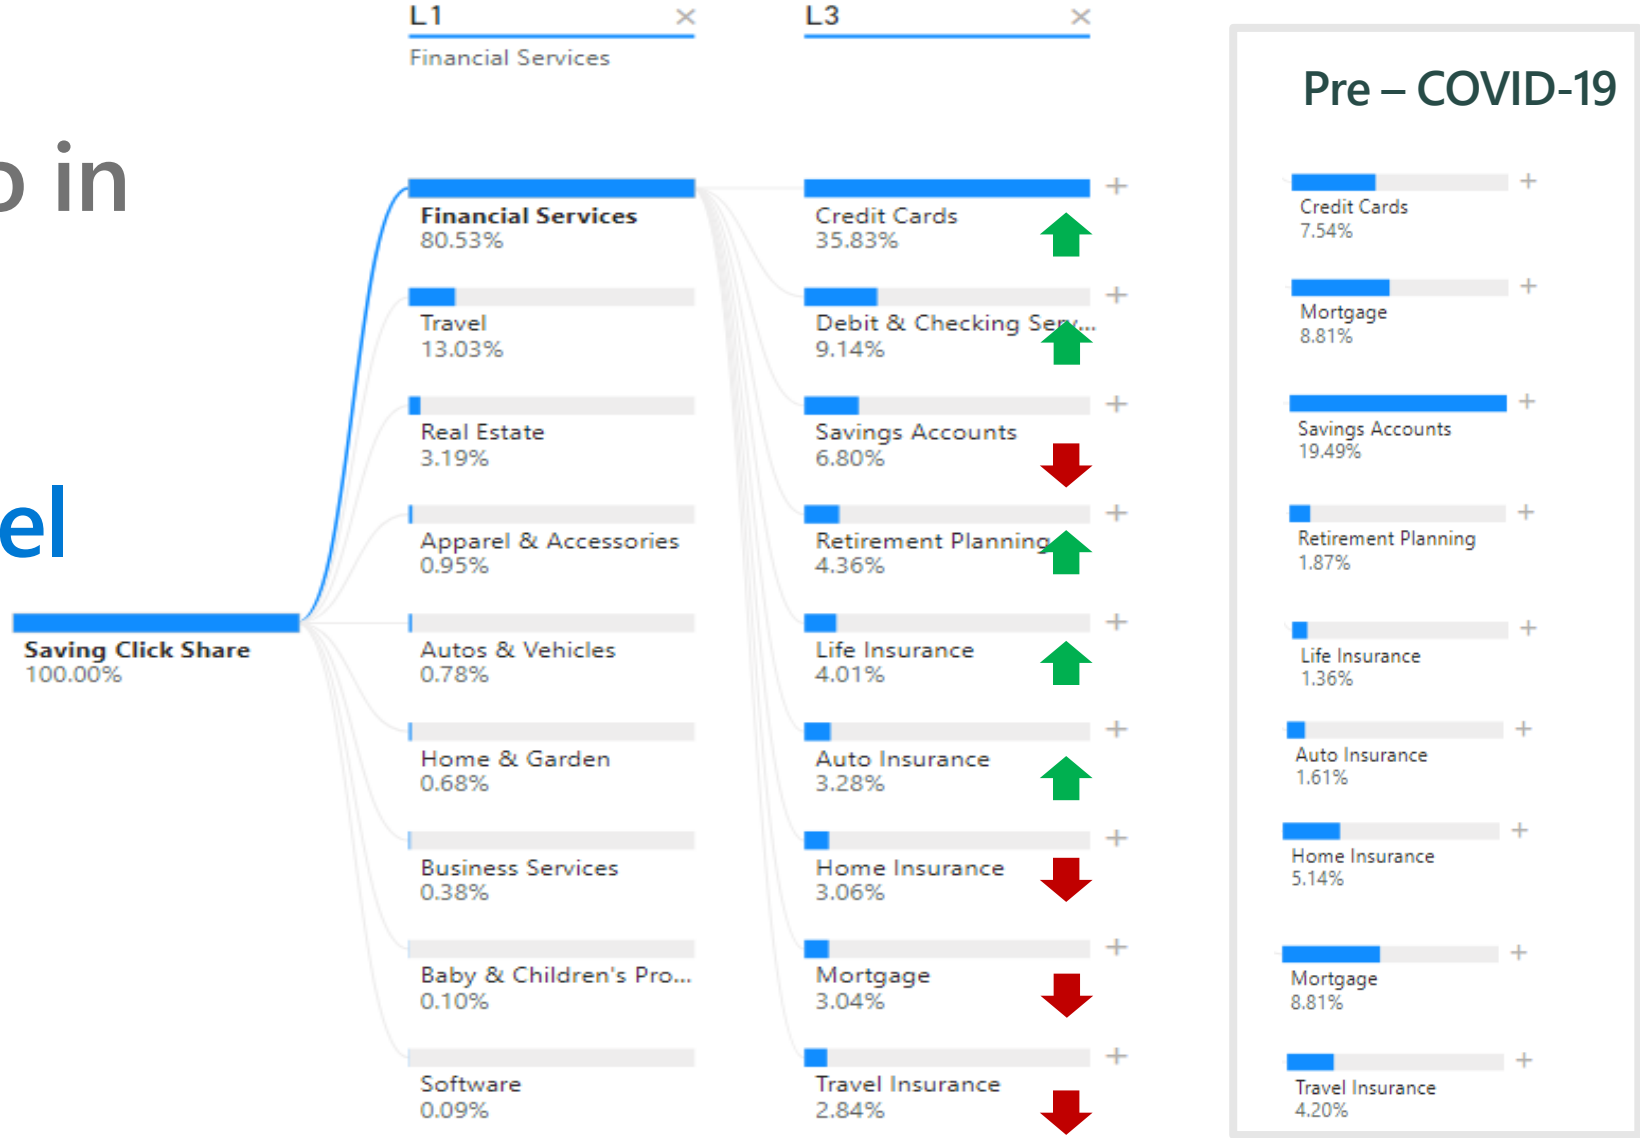 o in
el
Saving Click Share
100.00%
L1 ×
Financial Services
Financial Services
80.53%
Travel
13.03%
Real Estate
3.19%
Apparel & Accessories
0.95%
Autos & Vehicles
0.78%
Home & Garden
0.68%
Business Services
0.38%
Baby & Children's Pro...
0.10%
Software
0.09%
L3 ×
Credit Cards
35.83%
Debit & Checking Serv...
9.14%
Savings Accounts
6.80%
Retirement Planning
4.36%
Life Insurance
4.01%
Auto Insurance
3.28%
Home Insurance
3.06%
Mortgage
3.04%
Travel Insurance
2.84%
Pre – COVID-19
Credit Cards
7.54%
Mortgage
8.81%
Savings Accounts
19.49%
Retirement Planning
1.87%
Life Insurance
1.36%
Auto Insurance
1.61%
Home Insurance
5.14%
Mortgage
8.81%
Travel Insurance
4.20%